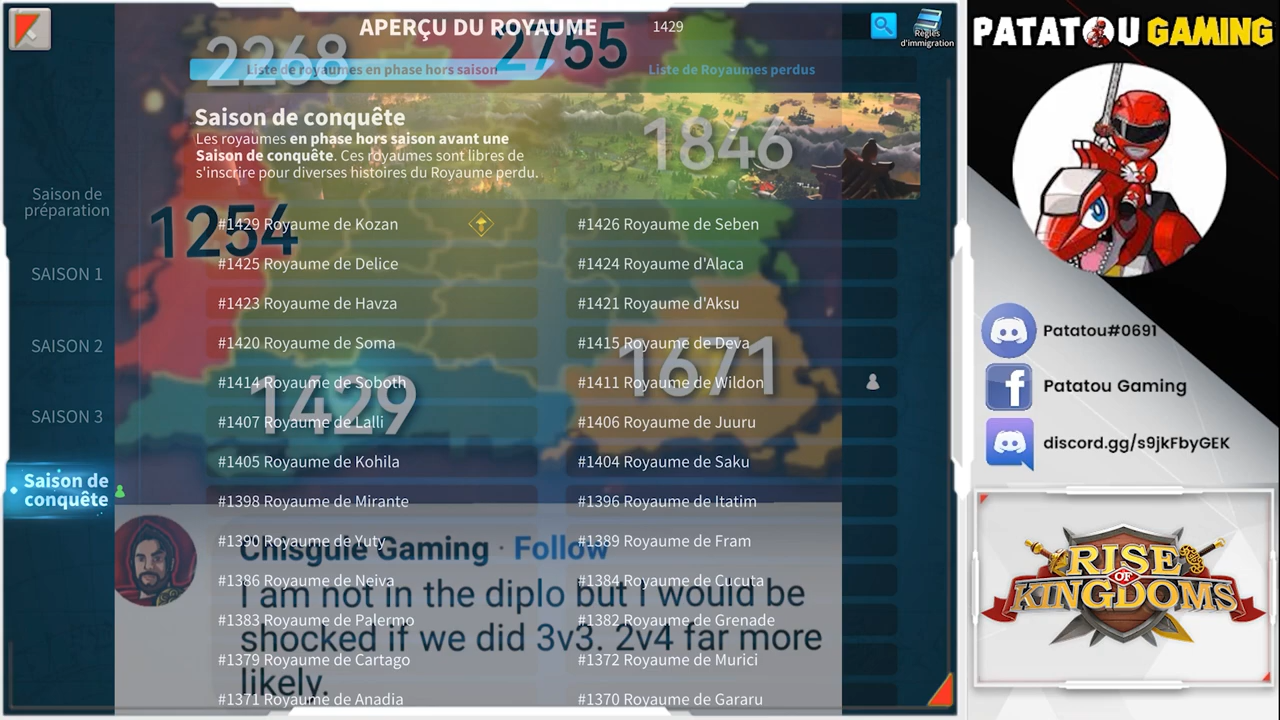 APERÇU DU ROYAUME
1429
Règles
d'immigration
2268
2755
Liste de royaumes en phase hors saison
Liste de Royaumes perdus
Saison de conquête
Les royaumes en phase hors saison avant une
Saison de conquête. Ces royaumes sont libres de
s'inscrire pour diverses histoires du Royaume perdu.
1846
Saison de
préparation
SAISON 1
SAISON 2
SAISON 3
Saison de
conquête
1254
#1429 Royaume de Kozan
#1426 Royaume de Seben
#1425 Royaume de Delice
#1424 Royaume d'Alaca
#1423 Royaume de Havza
#1421 Royaume d'Aksu
#1420 Royaume de Soma
#1415 Royaume de Deva
1671
#1414 Royaume de Soboth
#1411 Royaume de Wildon
1429
#1407 Royaume de Lalli
#1406 Royaume de Juuru
#1405 Royaume de Kohila
#1404 Royaume de Saku
#1398 Royaume de Mirante
#1396 Royaume de Itatim
#1390 Royaume de Yuty
#1389 Royaume de Fram
#1386 Royaume de Neiva
#1384 Royaume de Cucuta
#1383 Royaume de Palermo
#1382 Royaume de Grenade
#1379 Royaume de Cartago
#1372 Royaume de Murici
#1371 Royaume de Anadia
#1370 Royaume de Gararu
Chisgule Gaming · Follow
I am not in the diplo but I would be
shocked if we did 3v3. 2v4 far more
likely.
PATATOU GAMING
Patatou#0691
Patatou Gaming
discord.gg/s9jkFbyGEK
RISE
OF
KINGDOMS